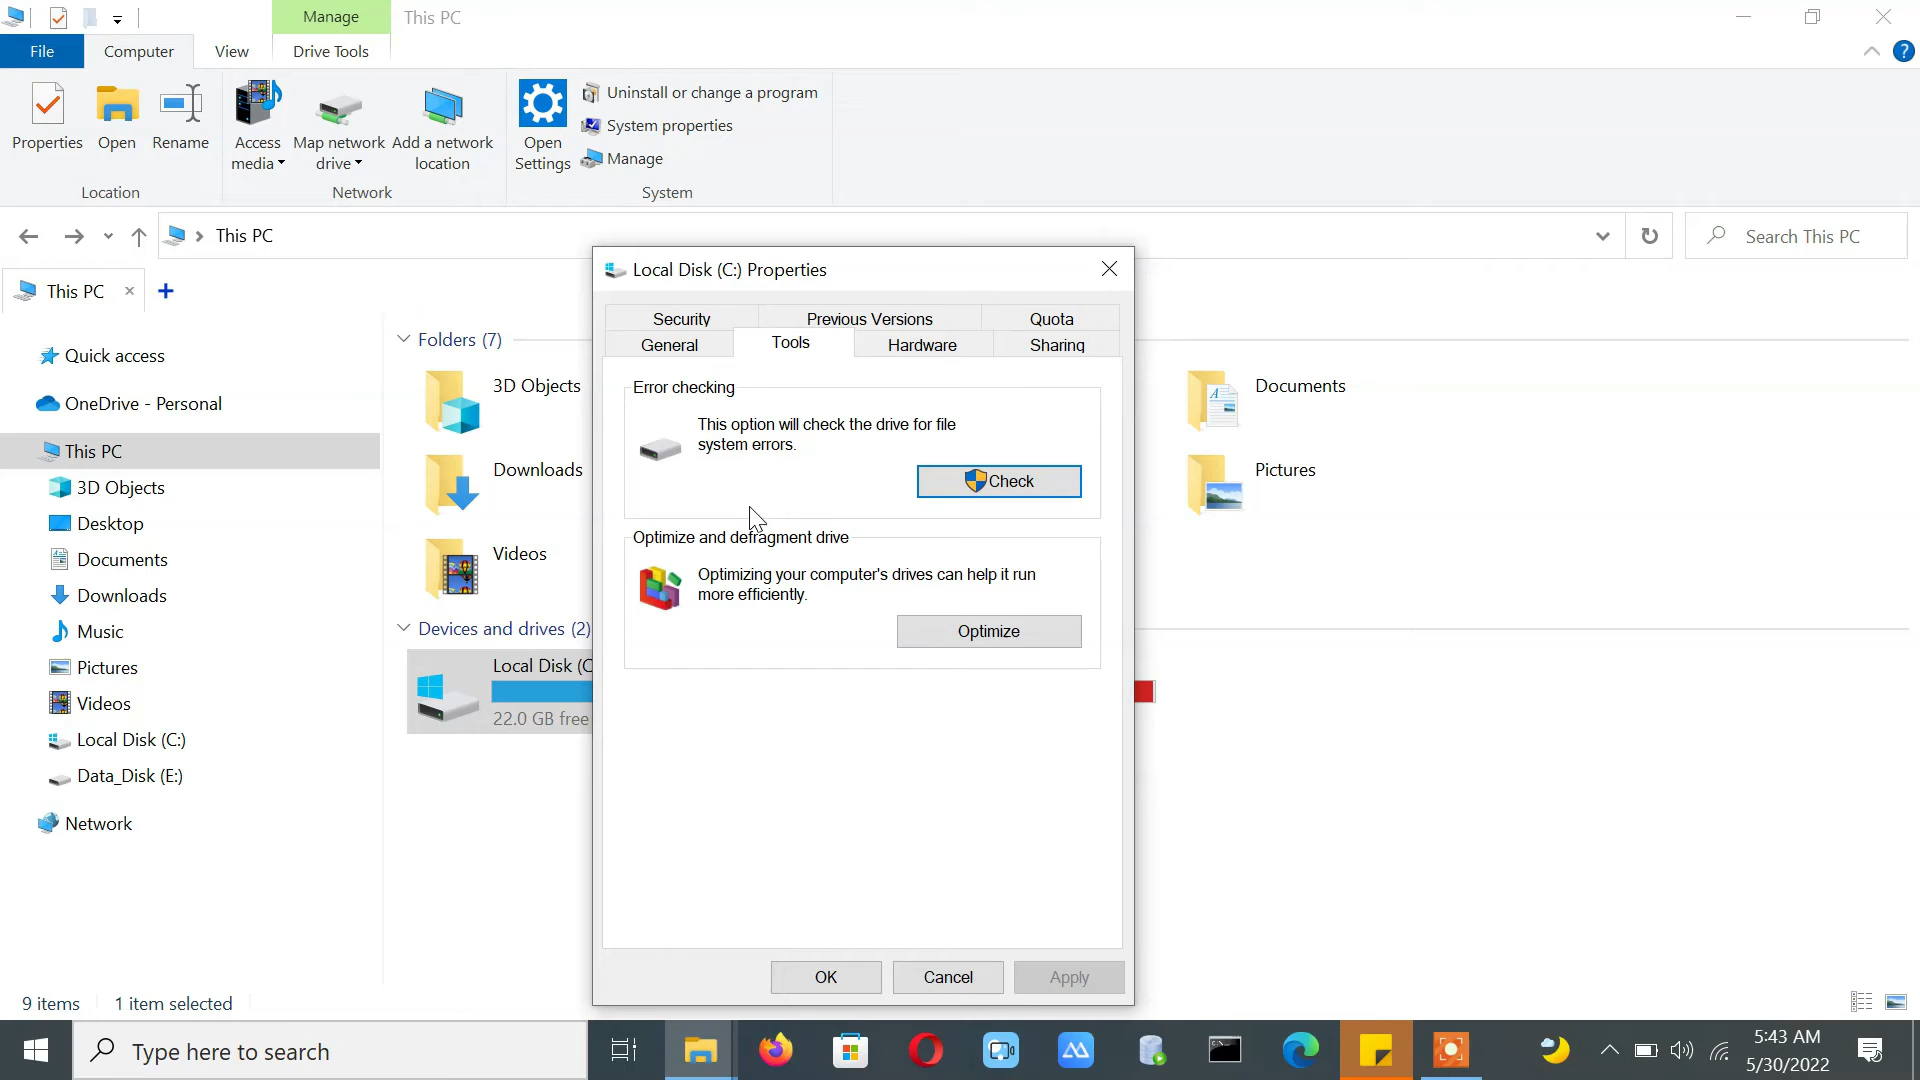 Manage
This PC
File
Computer
View
Drive Tools
Properties
Open
Rename
Access media
Map network drive
Add a network location
Open Settings
Uninstall or change a program
System properties
Manage
Location
Network
System
This PC
Search This PC
This PC
Quick access
OneDrive - Personal
This PC
3D Objects
Desktop
Documents
Downloads
Music
Pictures
Videos
Local Disk (C:)
Data_Disk (E:)
Network
Folders (7)
3D Objects
Downloads
Videos
Documents
Pictures
Devices and drives (2)
Local Disk (C
22.0 GB free
Local Disk (C:) Properties
Security
Previous Versions
Quota
General
Tools
Hardware
Sharing
Error checking
This option will check the drive for file
system errors.
Check
Optimize and defragment drive
Optimizing your computer's drives can help it run
more efficiently.
Optimize
OK
Cancel
Apply
9 items
1 item selected
Type here to search
5:43 AM
5/30/2022